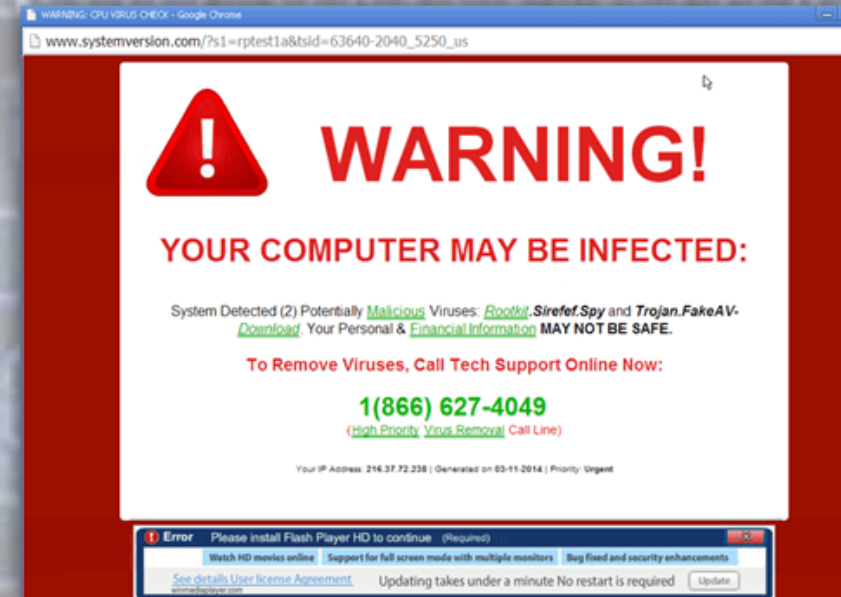 WARNING: CPU VIRUS CHECK - Google Chrome
www.systemversion.com/?s1=rptest1a&tsid=63640-2040_5250_us
WARNING!
YOUR COMPUTER MAY BE INFECTED:
System Detected (2) Potentially Malicious Viruses: Rootkit.Sirefef.Spy and Trojan.FakeAV-
Download. Your Personal & Financial Information MAY NOT BE SAFE.
To Remove Viruses, Call Tech Support Online Now:
1(866) 627-4049
(High Priority Virus Removal Call Line)
Your IP Address: 216.37.72.238 | Generated on 03-11-2014 | Priority: Urgent
Error Please install Flash Player HD to continue (Required)
Watch HD movies online Support for full screen mode with multiple monitors Bug fixed and security enhancements
See details User license Agreement Updating takes under a minute No restart is required Update
winmediaplayer.com